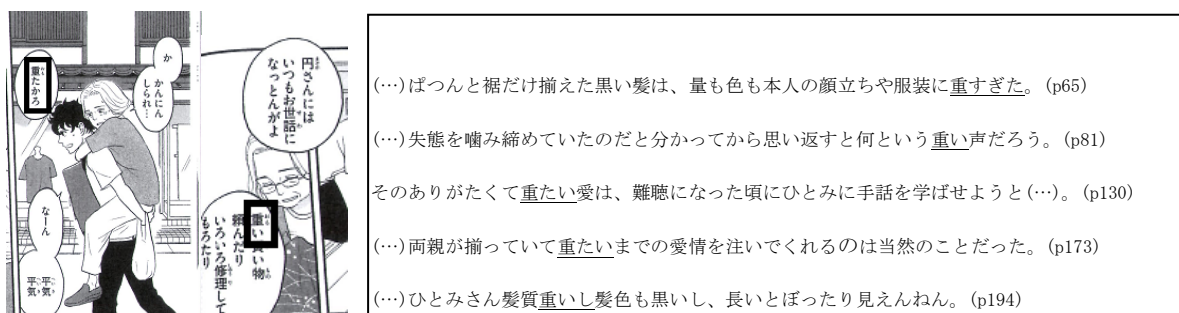 円さんには
いつもお世話に
なっとんがよ
重い買い物
頼んだり
いろいろ修理して
もろたり
か
かんにん
しられ…
重たかろ
なーん
平気
平気
(…)ぱつんと裾だけ揃えた黒い髪は、量も色も本人の顔立ちや服装に重すぎた。(p65)
(…)失態を噛み締めていたのだと分かってから思い返すと何という重い声だろう。(p81)
そのありがたくて重たい愛は、難聴になった頃にひとみに手話を学ばせようと(…)。(p130)
(…)両親が揃っていて重たいまでの愛情を注いでくれるのは当然のことだった。(p173)
(…)ひとみさん髪質重いし髪色も黒いし、長いとぼったり見えんねん。(p194)